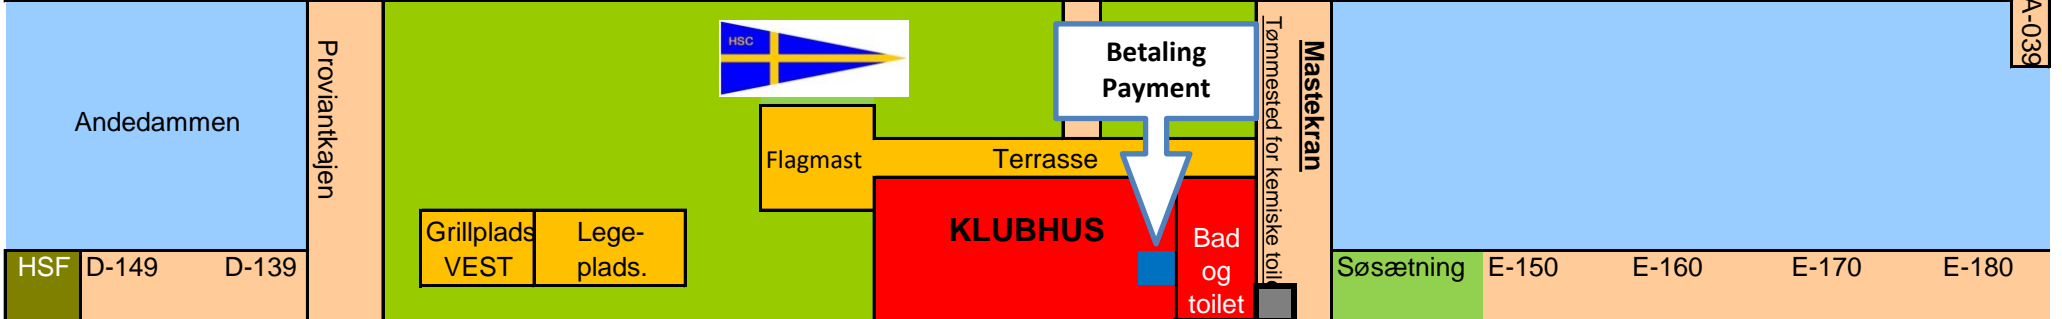 Andedammen
HSF
D-149
D-139
Proviantkajen
HSC
Flagmast
Terrasse
Grillplads
VEST
Lege-
plads.
KLUBHUS
Betaling
Payment
Bad
og
toilet
Tømmested for kemiske
Mastekran
Søsætning
E-150
E-160
E-170
E-180
A-039